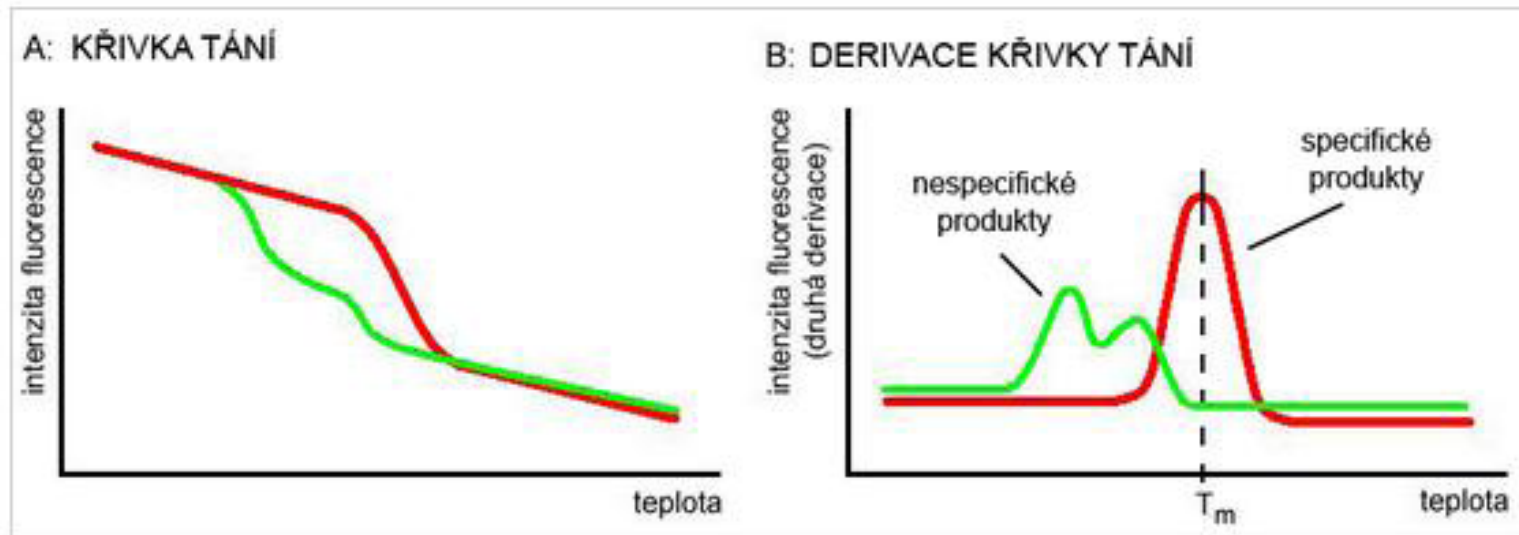 A: KŘIVKA TÁNÍ
intenzita fluorescence
teplota
B: DERIVACE KŘIVKY TÁNÍ
intenzita fluorescence
(druhá derivace)
nespecifické
produkty
specifické
produkty
Tm
teplota